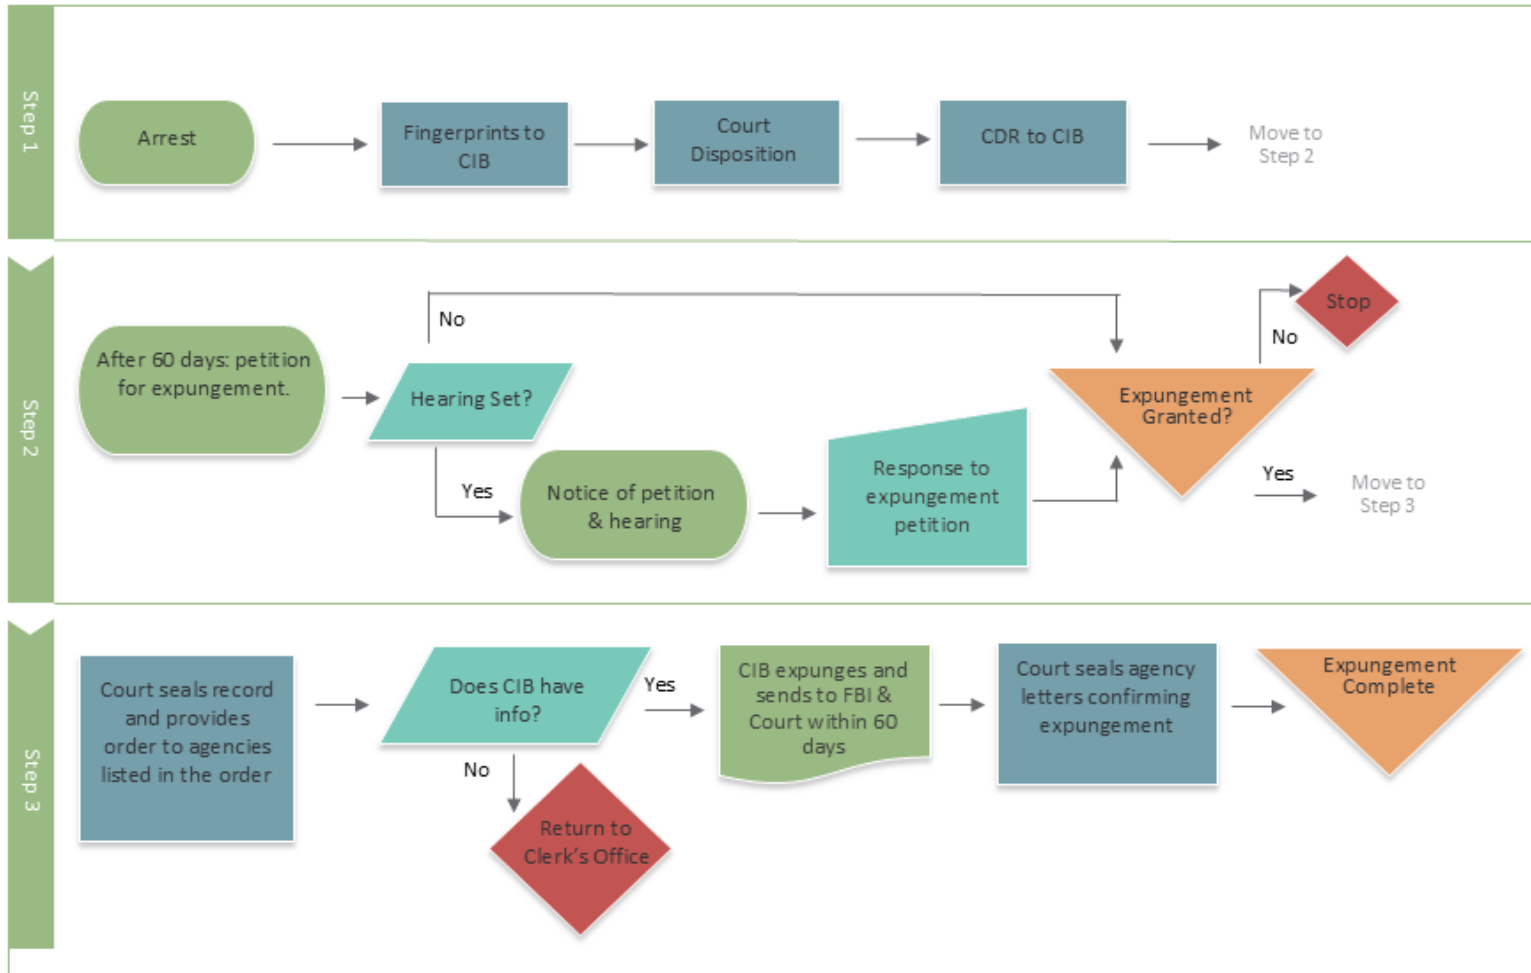 Step 1
Arrest
Fingerprints to
CIB
Court
Disposition
CDR to CIB
Move to
Step 2
Step 2
After 60 days: petition
for expungement.
Hearing Set?
No
Yes
Notice of petition
& hearing
Response to
expungement
petition
Expungement
Granted?
No
Stop
Yes
Move to
Step 3
Step 3
Court seals record
and provides
order to agencies
listed in the order
Does CIB have
info?
Yes
No
Return to
Clerk's Office
CIB expunges and
sends to FBI &
Court within 60
days
Court seals agency
letters confirming
expungement
Expungement
Complete